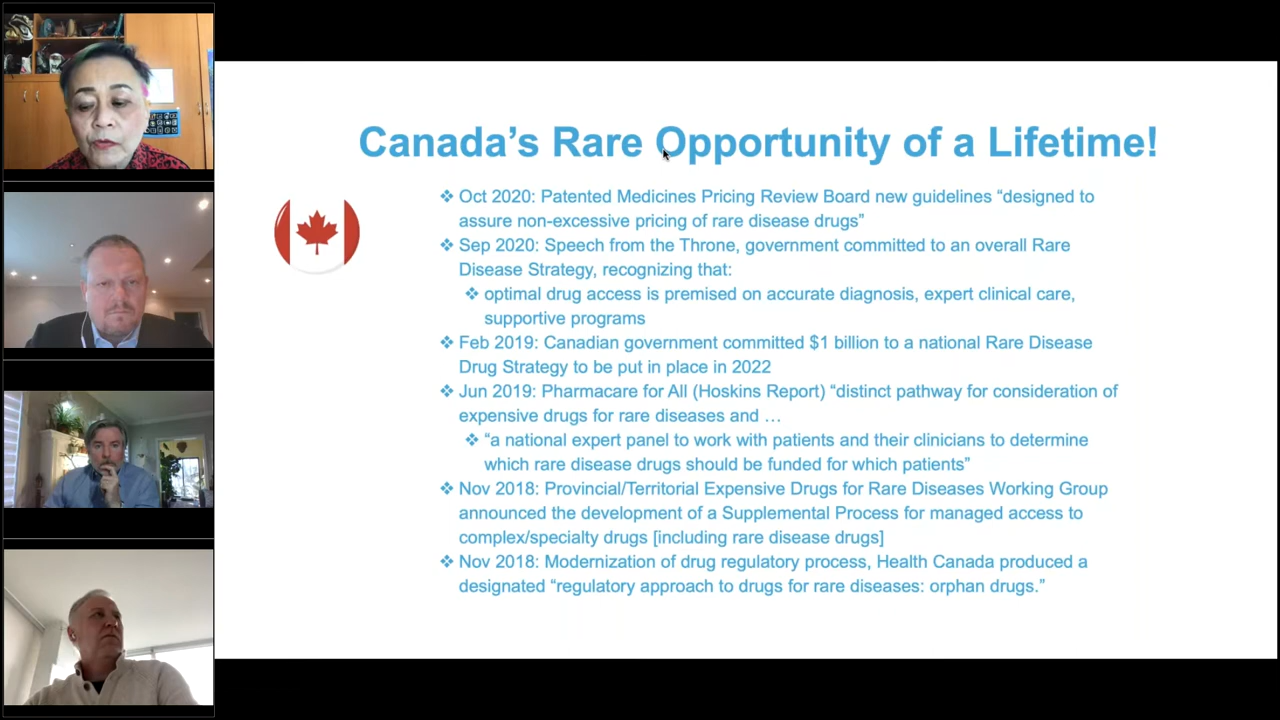 Canada’s Rare Opportunity of a Lifetime!
❖ Oct 2020: Patented Medicines Pricing Review Board new guidelines “designed to
assure non-excessive pricing of rare disease drugs”
❖ Sep 2020: Speech from the Throne, government committed to an overall Rare
Disease Strategy, recognizing that:
❖ optimal drug access is premised on accurate diagnosis, expert clinical care,
supportive programs
❖ Feb 2019: Canadian government committed $1 billion to a national Rare Disease
Drug Strategy to be put in place in 2022
❖ Jun 2019: Pharmacare for All (Hoskins Report) “distinct pathway for consideration of
expensive drugs for rare diseases and …
❖ “a national expert panel to work with patients and their clinicians to determine
which rare disease drugs should be funded for which patients”
❖ Nov 2018: Provincial/Territorial Expensive Drugs for Rare Diseases Working Group
announced the development of a Supplemental Process for managed access to
complex/specialty drugs [including rare disease drugs]
❖ Nov 2018: Modernization of drug regulatory process, Health Canada produced a
designated “regulatory approach to drugs for rare diseases: orphan drugs.”